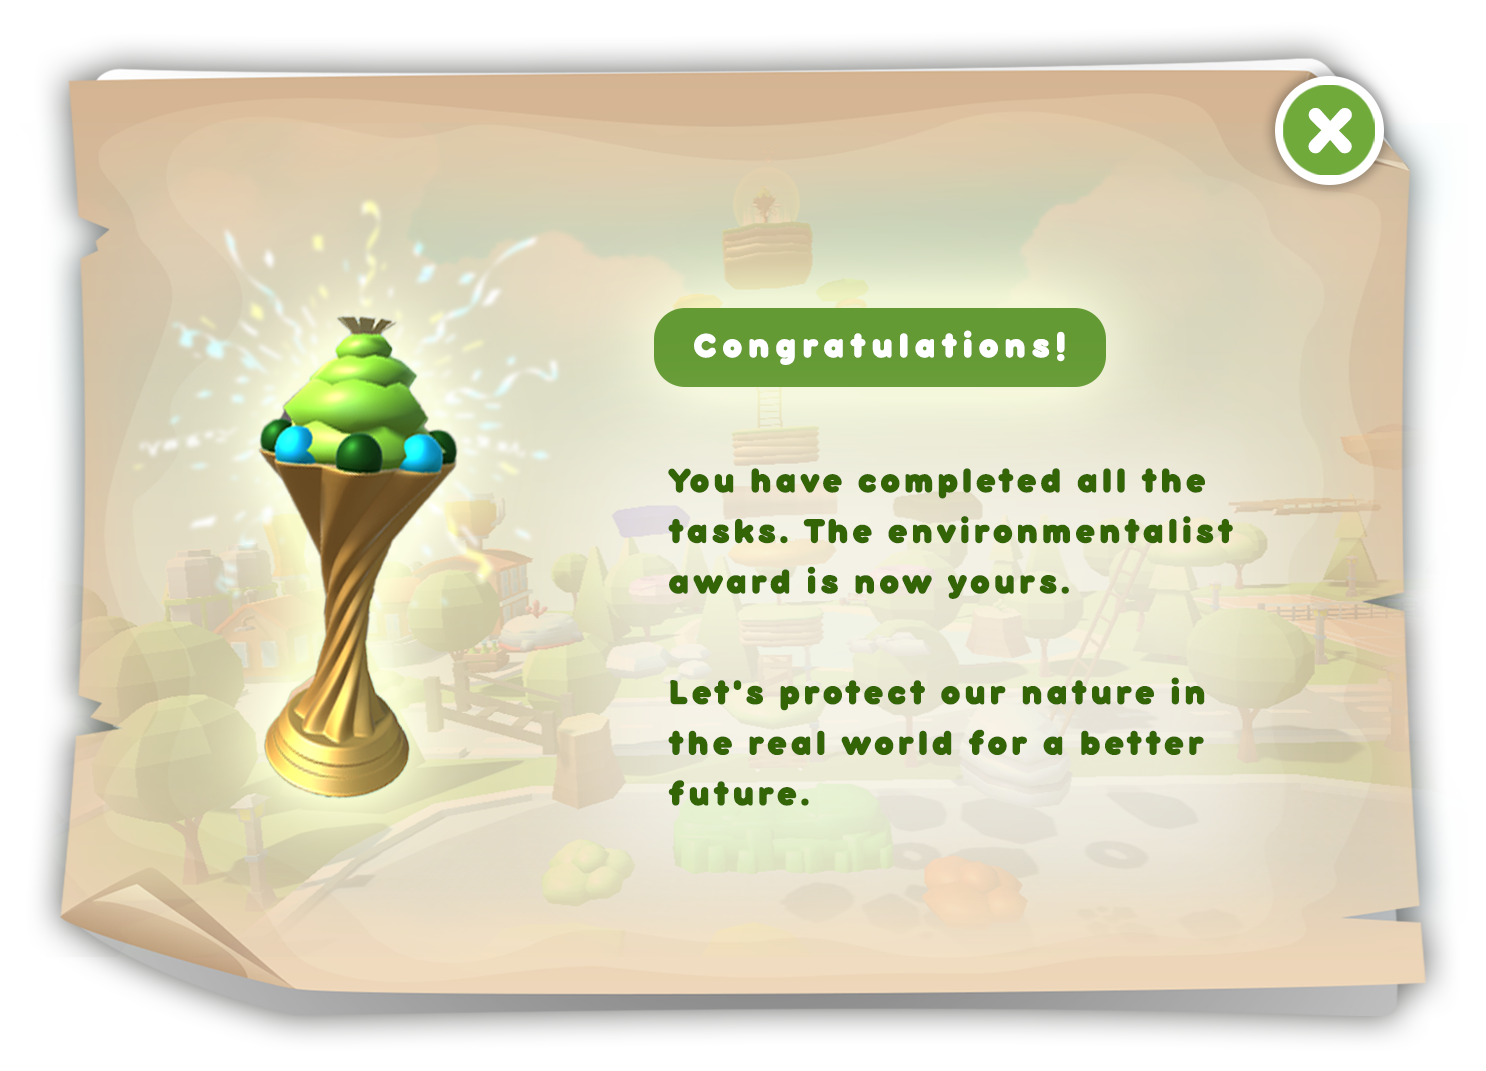 Congratulations!
You have completed all the
tasks. The environmentalist
award is now yours.
Let's protect our nature in
the real world for a better
future.